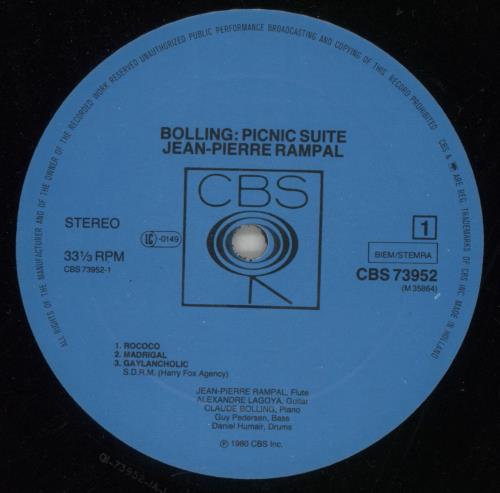 ALL RIGHTS OF THE MANUFACTURER AND OF THE OWNER OF THE RECORDED WORK RESERVED UNAUTHORIZED PUBLIC PERFORMANCE BROADCASTING AND COPYING OF THIS RECORD PROHIBITED. CBS & ARE REG. TRADEMARKS OF CBS INC. MADE IN HOLLAND
BOLLING: PICNIC SUITE
JEAN-PIERRE RAMPAL
CBS
STEREO
LC -0149
1
33⅓ RPM
BIEM/STEMRA
CBS 73952-1
CBS 73952
(M 35864)
1. ROCOCO
2. MADRIGAL
3. GAYLANCHOLIC
S.D.R.M. (Harry Fox Agency)
JEAN-PIERRE RAMPAL, Flute
ALEXANDRE LAGOYA, Guitar
CLAUDE BOLLING, Piano
Guy Pedersen, Bass
Daniel Humair, Drums
℗ 1980 CBS Inc.